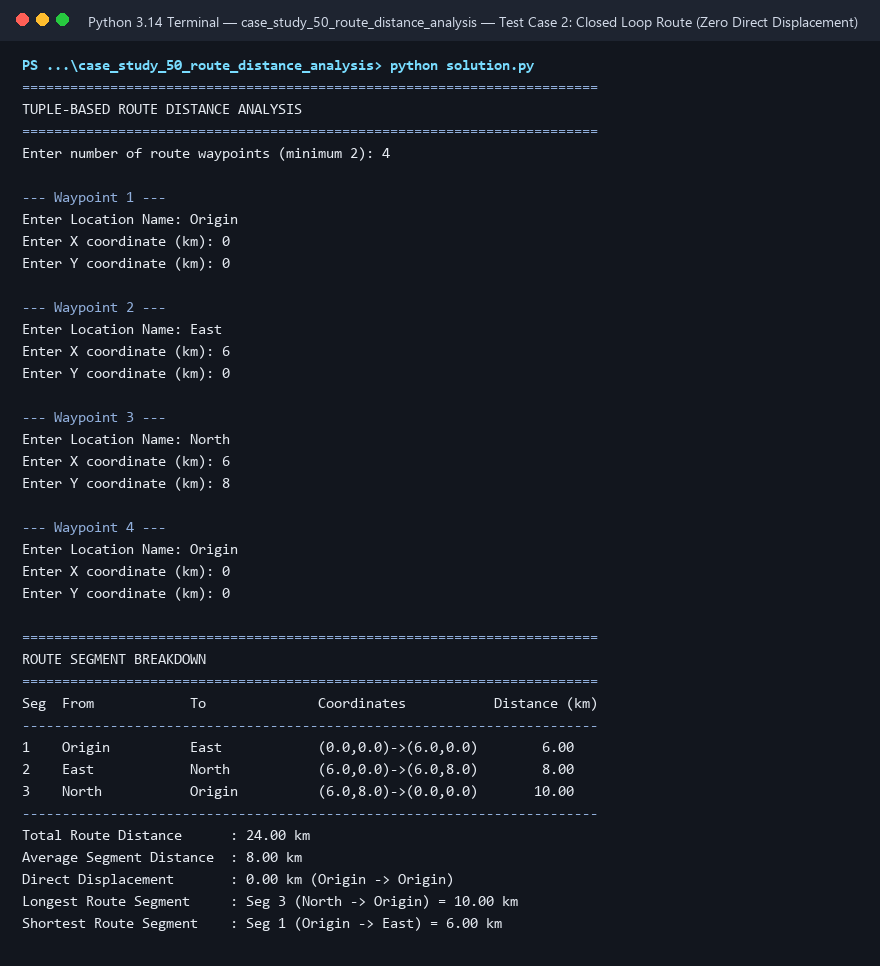 Python 3.14 Terminal — case_study_50_route_distance_analysis — Test Case 2: Closed Loop Route (Zero Direct Displacement)
PS ...\case_study_50_route_distance_analysis> python solution.py
========================================================================
TUPLE-BASED ROUTE DISTANCE ANALYSIS
========================================================================
Enter number of route waypoints (minimum 2): 4
--- Waypoint 1 ---
Enter Location Name: Origin
Enter X coordinate (km): 0
Enter Y coordinate (km): 0
--- Waypoint 2 ---
Enter Location Name: East
Enter X coordinate (km): 6
Enter Y coordinate (km): 0
--- Waypoint 3 ---
Enter Location Name: North
Enter X coordinate (km): 6
Enter Y coordinate (km): 8
--- Waypoint 4 ---
Enter Location Name: Origin
Enter X coordinate (km): 0
Enter Y coordinate (km): 0
========================================================================
ROUTE SEGMENT BREAKDOWN
========================================================================
Seg  From            To              Coordinates           Distance (km)
------------------------------------------------------------------------
1    Origin          East            (0.0,0.0)->(6.0,0.0)        6.00
2    East            North           (6.0,0.0)->(6.0,8.0)        8.00
3    North           Origin          (6.0,8.0)->(0.0,0.0)       10.00
------------------------------------------------------------------------
Total Route Distance      : 24.00 km
Average Segment Distance  : 8.00 km
Direct Displacement       : 0.00 km (Origin -> Origin)
Longest Route Segment     : Seg 3 (North -> Origin) = 10.00 km
Shortest Route Segment    : Seg 1 (Origin -> East) = 6.00 km